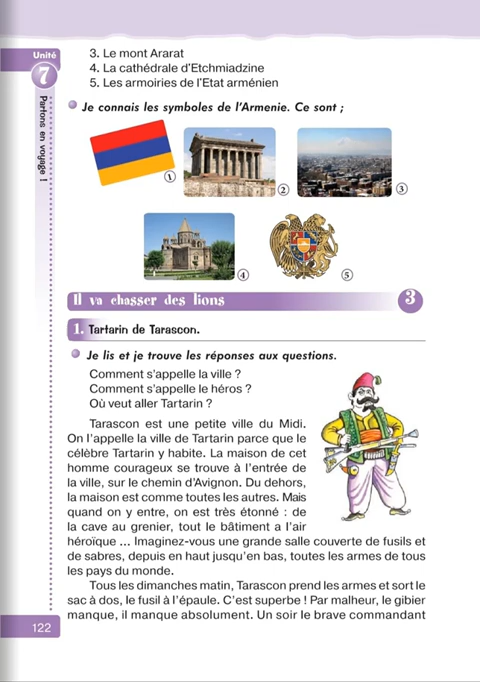 Unité
7
Partons en voyage !
3. Le mont Ararat
4. La cathédrale d'Etchmiadzine
5. Les armoiries de l'Etat arménien
Je connais les symboles de l'Armenie. Ce sont ;
1
2
3
4
5
Il va chasser des lions
3
1. Tartarin de Tarascon.
Je lis et je trouve les réponses aux questions.
Comment s'appelle la ville ?
Comment s'appelle le héros ?
Où veut aller Tartarin ?
Tarascon est une petite ville du Midi.
On l'appelle la ville de Tartarin parce que le
célèbre Tartarin y habite. La maison de cet
homme courageux se trouve à l'entrée de
la ville, sur le chemin d'Avignon. Du dehors,
la maison est comme toutes les autres. Mais
quand on y entre, on est très étonné : de
la cave au grenier, tout le bâtiment a l'air
héroïque ... Imaginez-vous une grande salle couverte de fusils et
de sabres, depuis en haut jusqu'en bas, toutes les armes de tous
les pays du monde.
Tous les dimanches matin, Tarascon prend les armes et sort le
sac à dos, le fusil à l'épaule. C'est superbe ! Par malheur, le gibier
manque, il manque absolument. Un soir le brave commandant
122